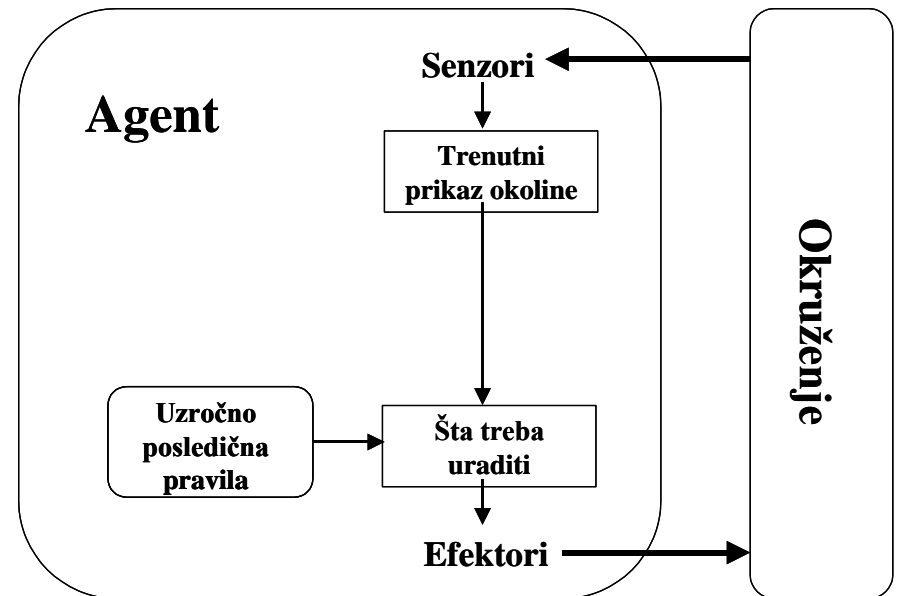 Agent
Senzori
Trenutni
prikaz okoline
Uzročno
posledična
pravila
Šta treba
uraditi
Efektori
Okruženje